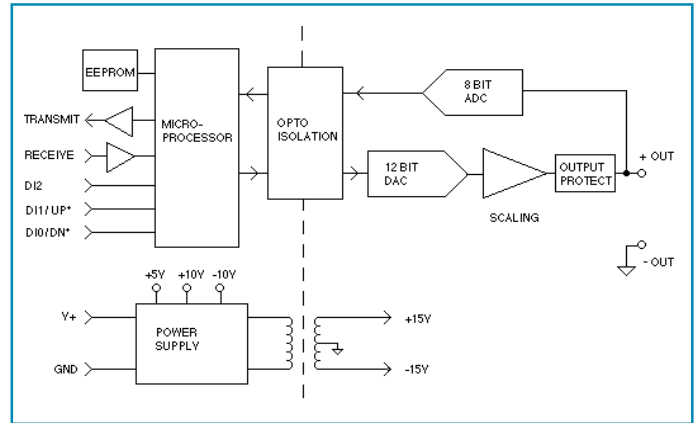 EEPROM
TRANSMIT
RECEIVE
DI2
DI1/UP*
DI0/DN*
MICRO-
PROCESSOR
OPTO
ISOLATION
8 BIT
ADC
12 BIT
DAC
SCALING
OUTPUT
PROTECT
+ OUT
- OUT
+5V
+10V
-10V
V+
GND
POWER
SUPPLY
+15V
-15V